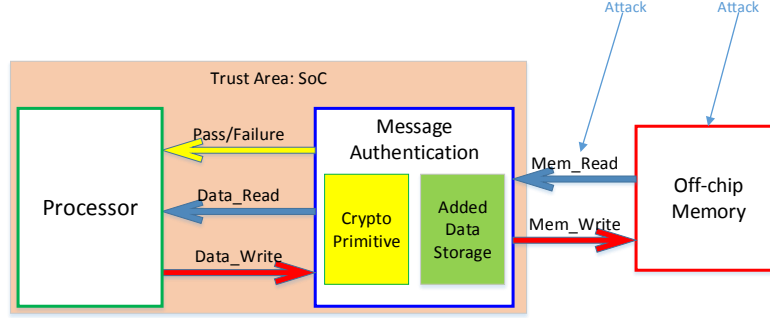 Attack
Attack
Trust Area: SoC
Processor
Pass/Failure
Data_Read
Data_Write
Message
Authentication
Crypto
Primitive
Added
Data
Storage
Mem_Read
Mem_Write
Off-chip
Memory